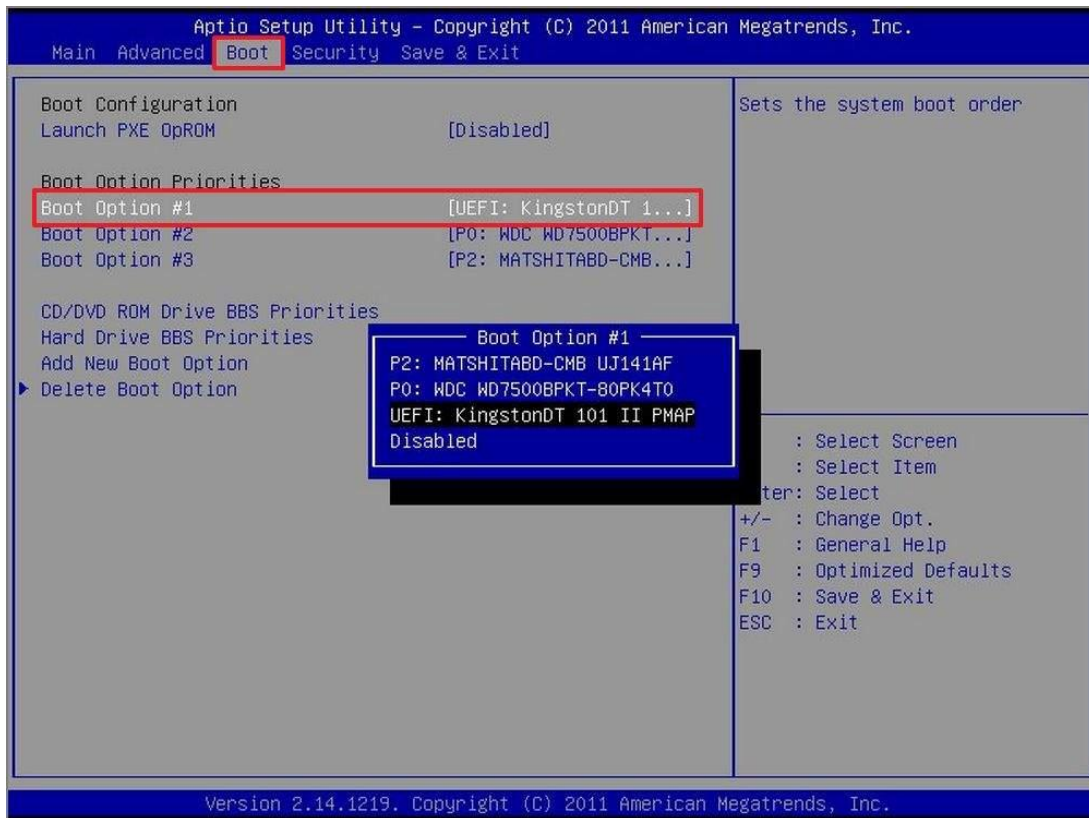 Aptio Setup Utility – Copyright (C) 2011 American Megatrends, Inc.
Main Advanced Boot Security Save & Exit
Boot Configuration
Launch PXE OpROM [Disabled]
Boot Option Priorities
Boot Option #1 [UEFI: KingstonDT 1...]
Boot Option #2 [P0: WDC WD7500BPKT...]
Boot Option #3 [P2: MATSHITABD-CMB...]
CD/DVD ROM Drive BBS Priorities
Hard Drive BBS Priorities
Add New Boot Option
Delete Boot Option
Boot Option #1
P2: MATSHITABD-CMB UJ141AF
P0: WDC WD7500BPKT-80PK4T0
UEFI: KingstonDT 101 II PMAP
Disabled
Sets the system boot order
: Select Screen
: Select Item
ter: Select
+/- : Change Opt.
F1 : General Help
F9 : Optimized Defaults
F10 : Save & Exit
ESC : Exit
Version 2.14.1219. Copyright (C) 2011 American Megatrends, Inc.